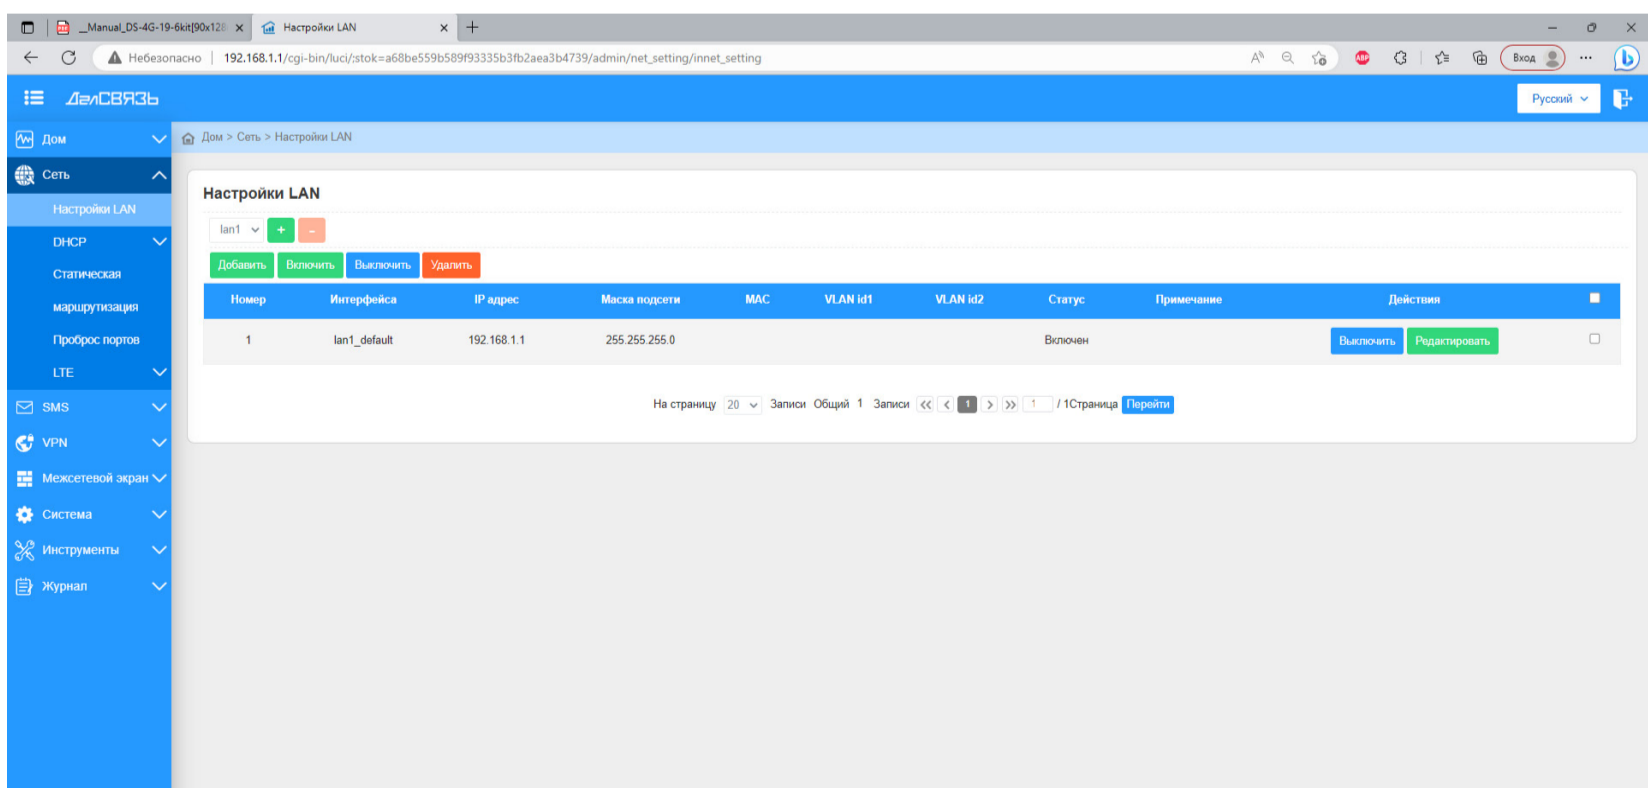 _Manual_DS-4G-19-6kit[90x128 Настройки LAN
Небезопасно 192.168.1.1/cgi-bin/luci/;stok=a68be559b589f93335b3fb2aea3b4739/admin/net_setting/innet_setting ABP Вход
ДалСВЯЗЬ Русский
Дом
Дом > Сеть > Настройки LAN
Сеть
Настройки LAN
DHCP
Статическая
маршрутизация
Проброс портов
LTE
SMS
VPN
Межсетевой экран
Система
Инструменты
Журнал
Настройки LAN
lan1 + -
Добавить Включить Выключить Удалить
Номер Интерфейса IP адрес Маска подсети MAC VLAN id1 VLAN id2 Статус Примечание Действия
1 lan1_default 192.168.1.1 255.255.255.0 Включен Выключить Редактировать
На страницу 20 Записи Общий 1 Записи << < 1 > >> 1 / 1Страница Перейти